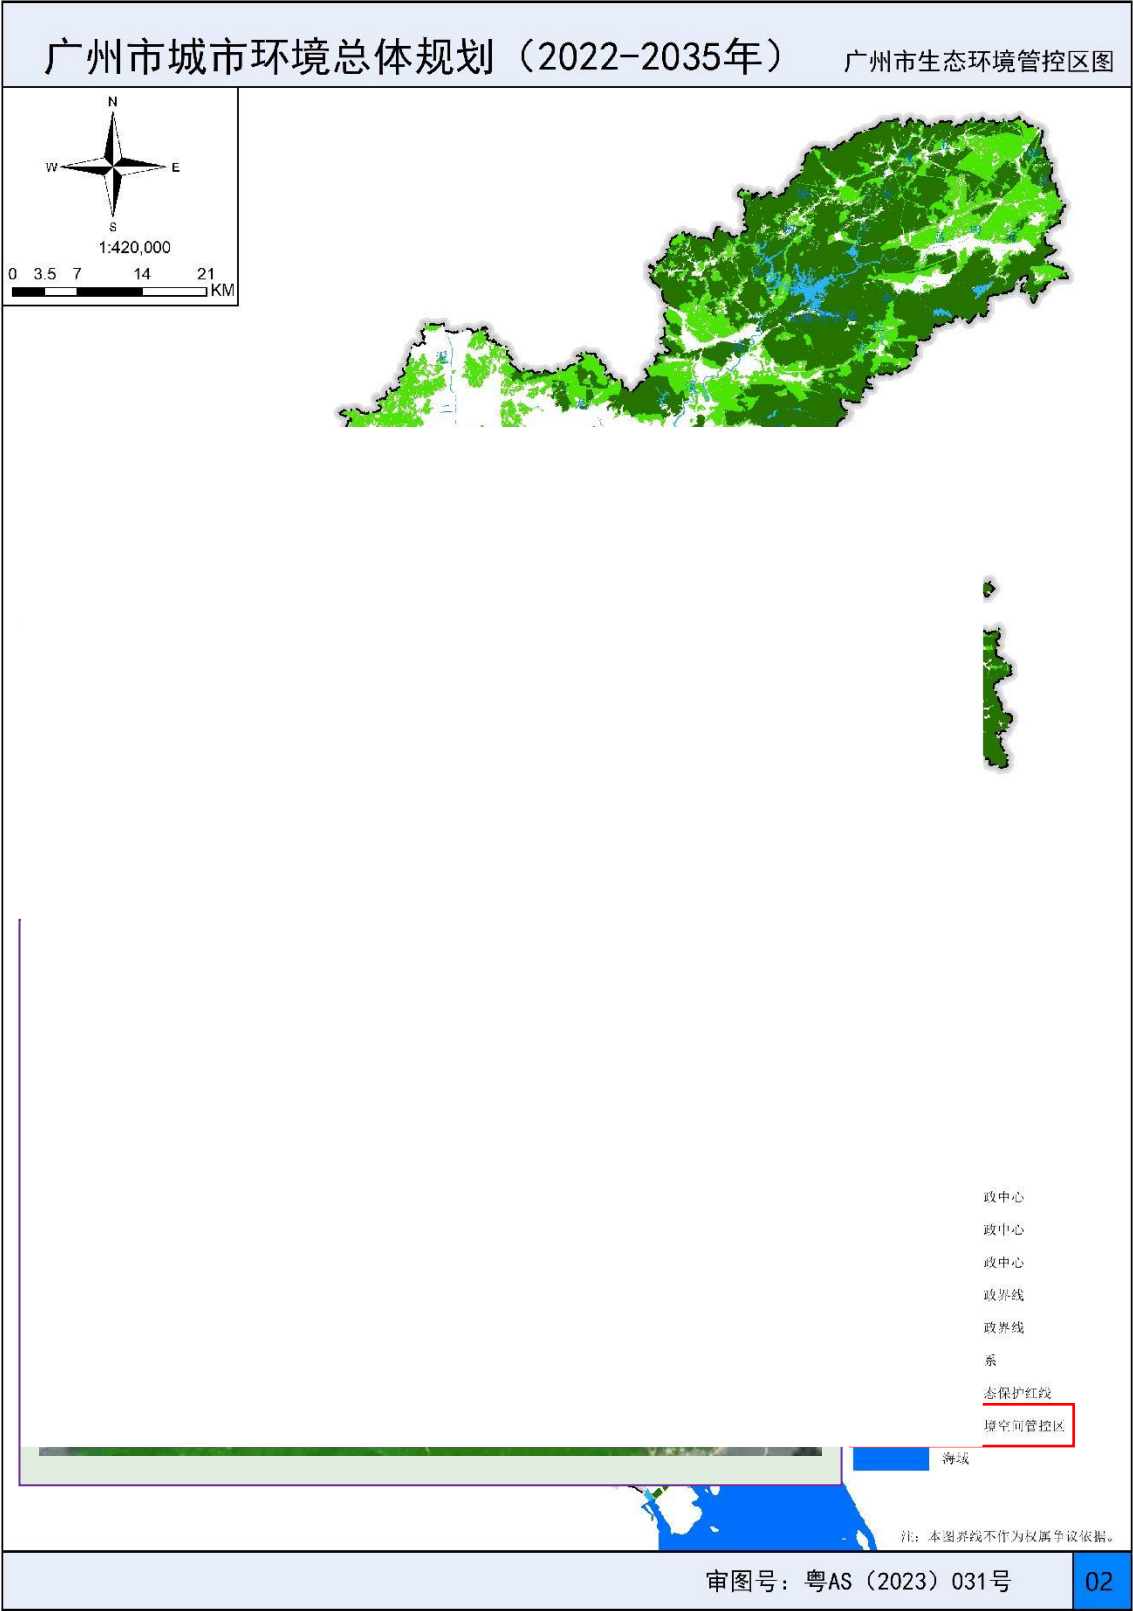 广州市城市环境总体规划（2022-2035年）
广州市生态环境管控区图
N
W
E
S
1:420,000
0 3.5 7 14 21
KM
政中心
政中心
政中心
政界线
政界线
系
态保护红线
境空间管控区
海域
注：本图界线不作为权属争议依据。
审图号：粤AS（2023）031号
02